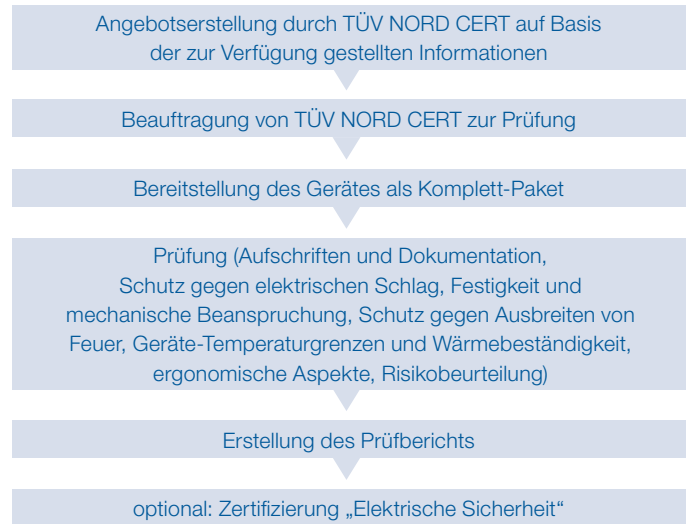 Angebotserstellung durch TÜV NORD CERT auf Basis
der zur Verfügung gestellten Informationen
Beauftragung von TÜV NORD CERT zur Prüfung
Bereitstellung des Gerätes als Komplett-Paket
Prüfung (Aufschriften und Dokumentation,
Schutz gegen elektrischen Schlag, Festigkeit und
mechanische Beanspruchung, Schutz gegen Ausbreiten von
Feuer, Geräte-Temperaturgrenzen und Wärmebeständigkeit,
ergonomische Aspekte, Risikobeurteilung)
Erstellung des Prüfberichts
optional: Zertifizierung „Elektrische Sicherheit“